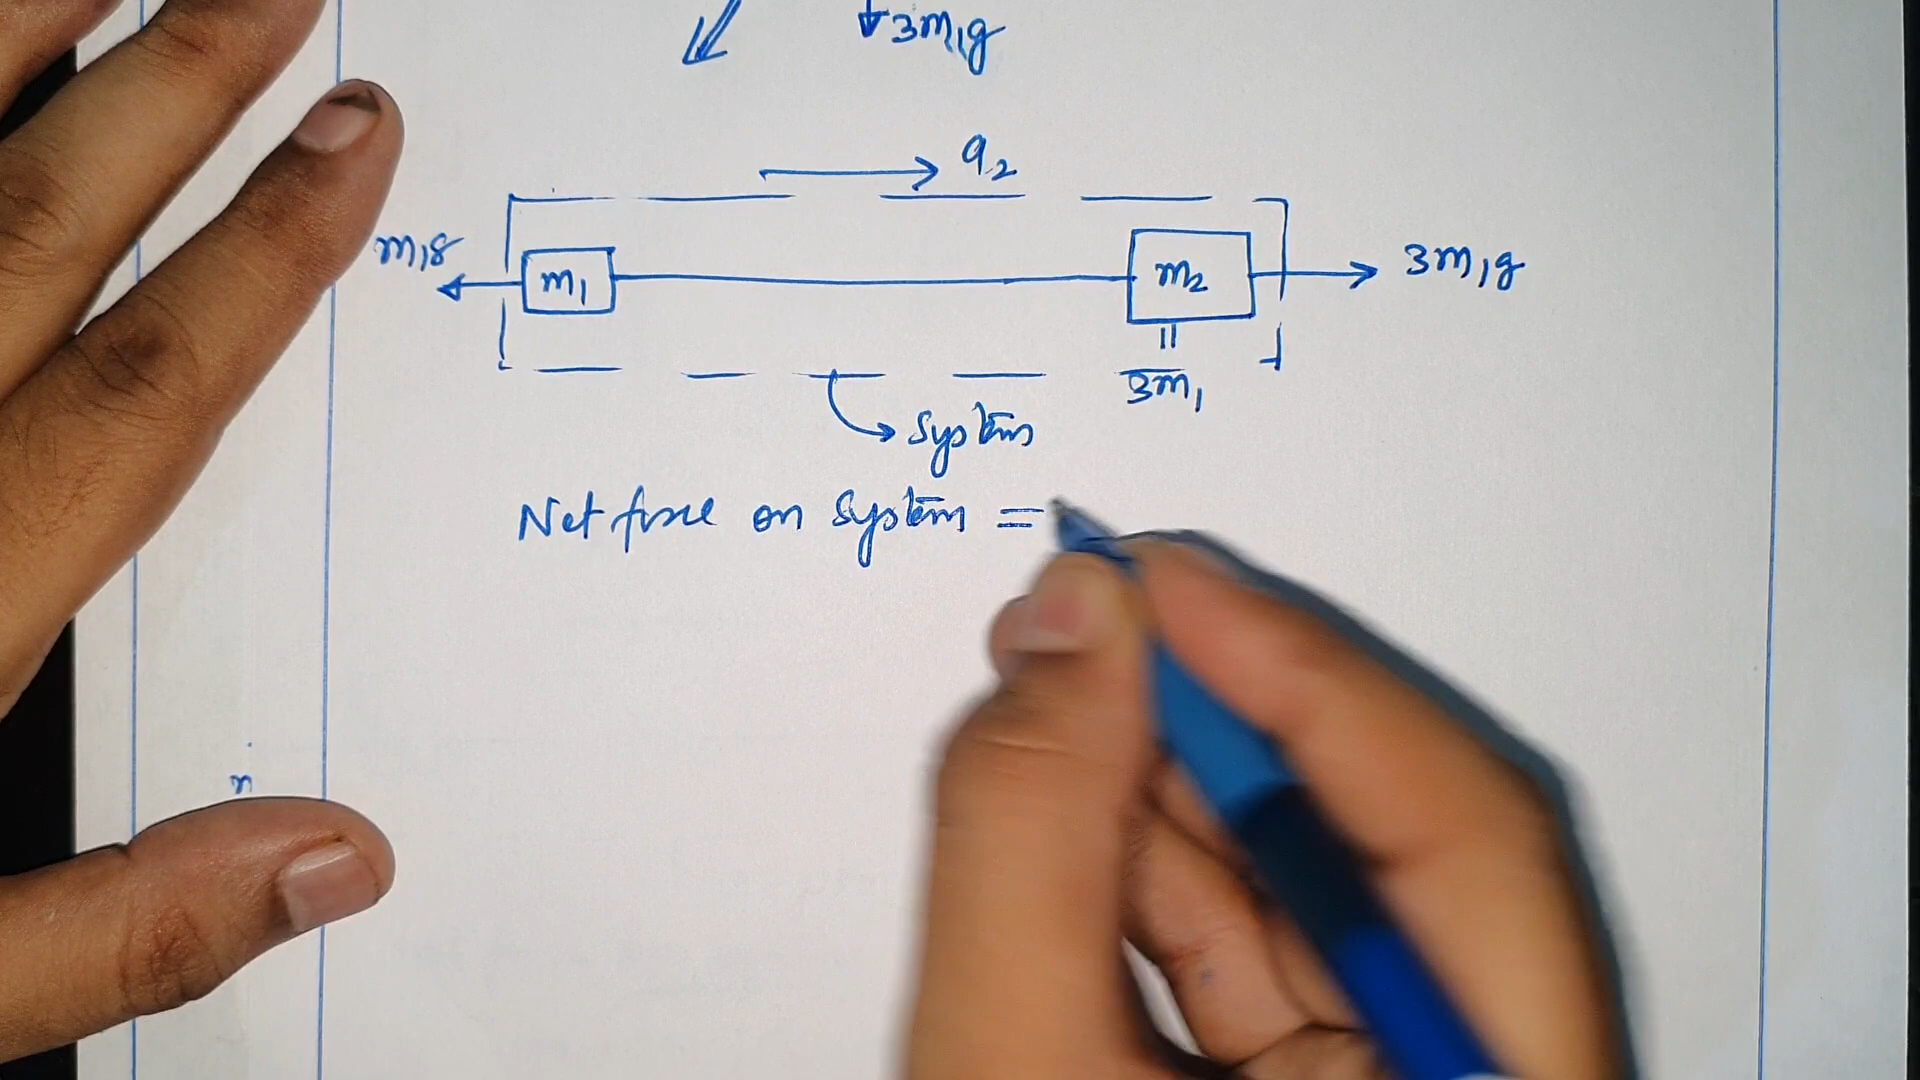 3m1g
a2
m1g
m1
m2
3m1g
||
3m1
System
Net force on system =
n